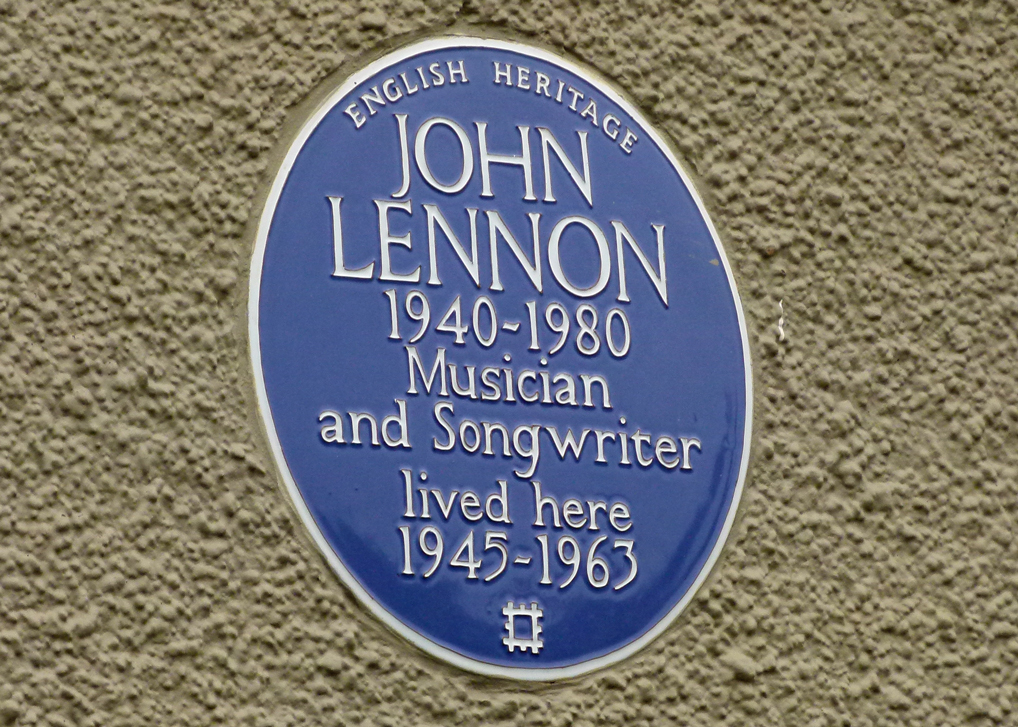 ENGLISH HERITAGE
JOHN
LENNON
1940-1980
Musician
and Songwriter
lived here
1945-1963